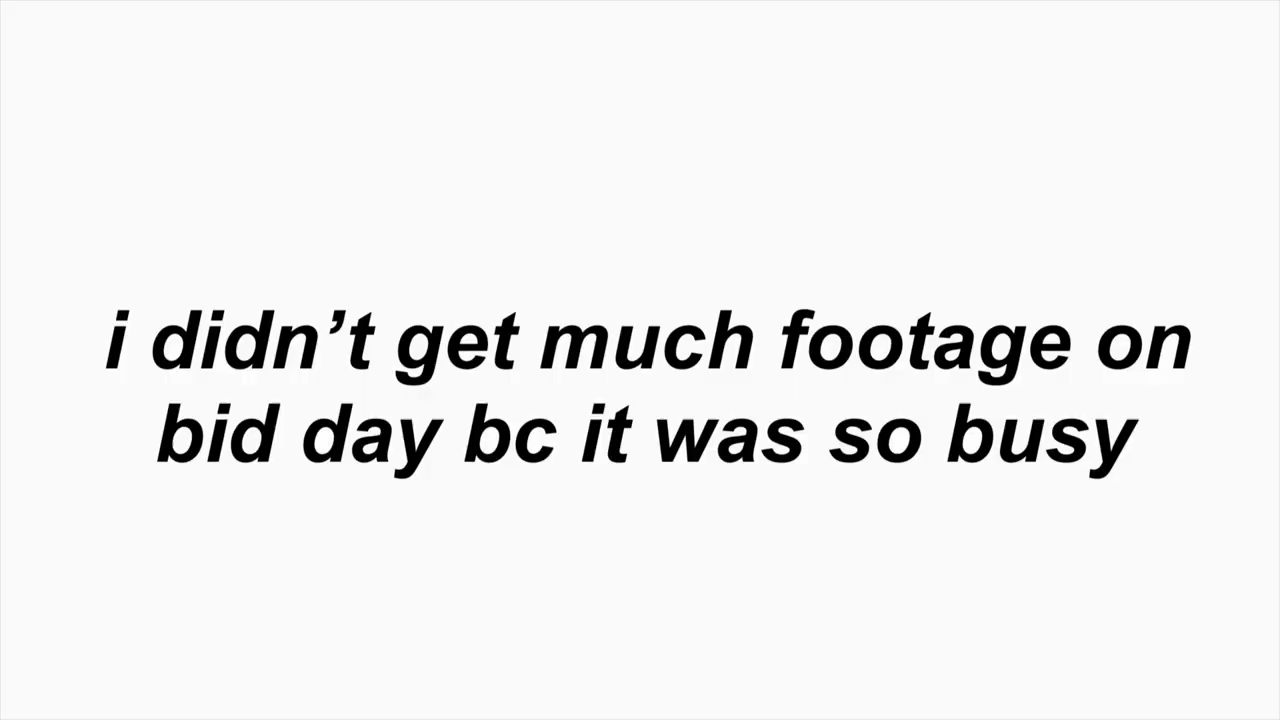 i didn’t get much footage on
bid day bc it was so busy